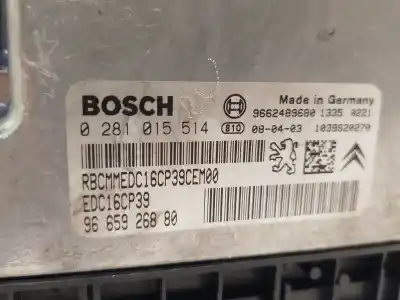 BOSCH
Made in Germany
9662489680 1335 0221
0 281 015 514 610 08-04-03 1039S20270
RBCMMEDC16CP39CEM00
EDC16CP39
96 659 268 80